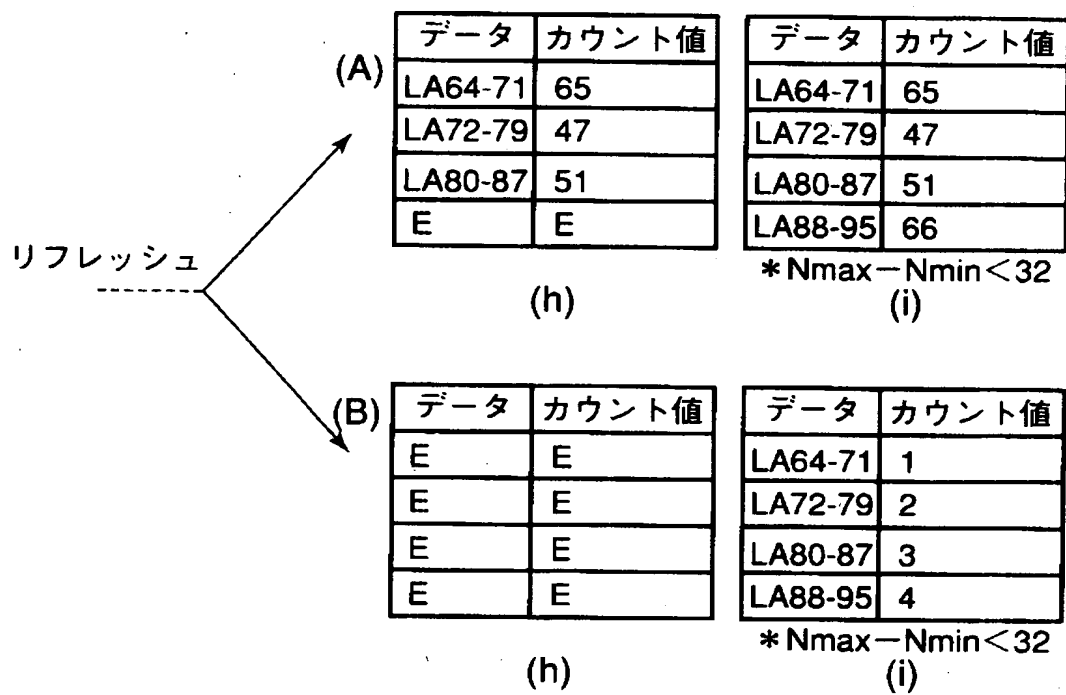 (A)
データ カウント値
LA64-71 65
LA72-79 47
LA80-87 51
E E
(h)
データ カウント値
LA64-71 65
LA72-79 47
LA80-87 51
LA88-95 66
*Nmax-Nmin<32
(i)
リフレッシュ
(B)
データ カウント値
E E
E E
E E
E E
(h)
データ カウント値
LA64-71 1
LA72-79 2
LA80-87 3
LA88-95 4
*Nmax-Nmin<32
(i)